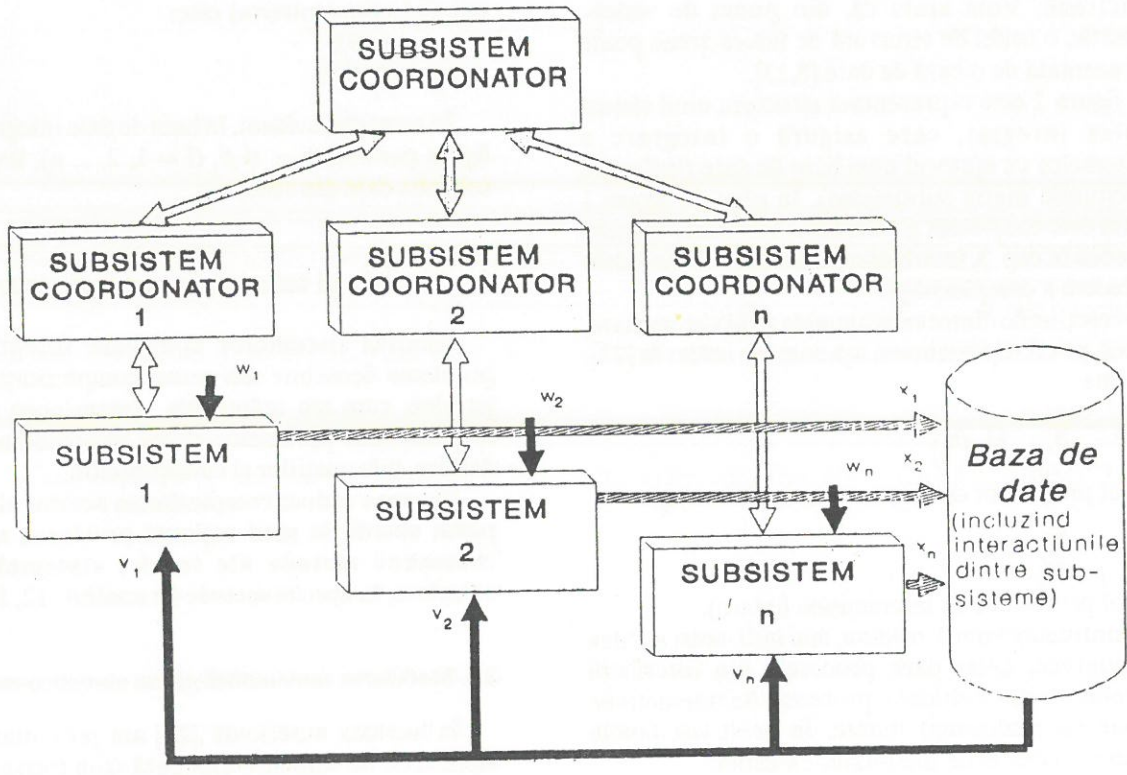 SUBSISTEM
COORDONATOR
SUBSISTEM
COORDONATOR
1
SUBSISTEM
COORDONATOR
2
SUBSISTEM
COORDONATOR
n
w1
w2
wn
x1
x2
xn
SUBSISTEM
1
SUBSISTEM
2
SUBSISTEM
n
v1
v2
vn
Baza de
date
(incluzind
interactiunile
dintre sub-
sisteme)